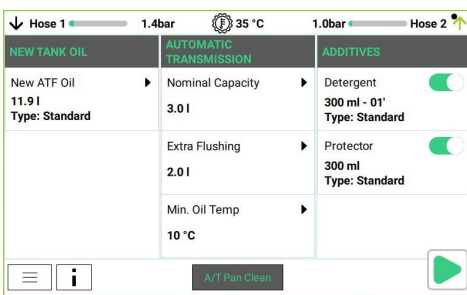 Hose 1
1.4bar
35 °C
1.0bar
Hose 2
NEW TANK OIL
New ATF Oil
11.9 l
Type: Standard
AUTOMATIC
TRANSMISSION
Nominal Capacity
3.0 l
Extra Flushing
2.0 l
Min. Oil Temp
10 °C
ADDITIVES
Detergent
300 ml - 01'
Type: Standard
Protector
300 ml
Type: Standard
i
A/T Pan Clean